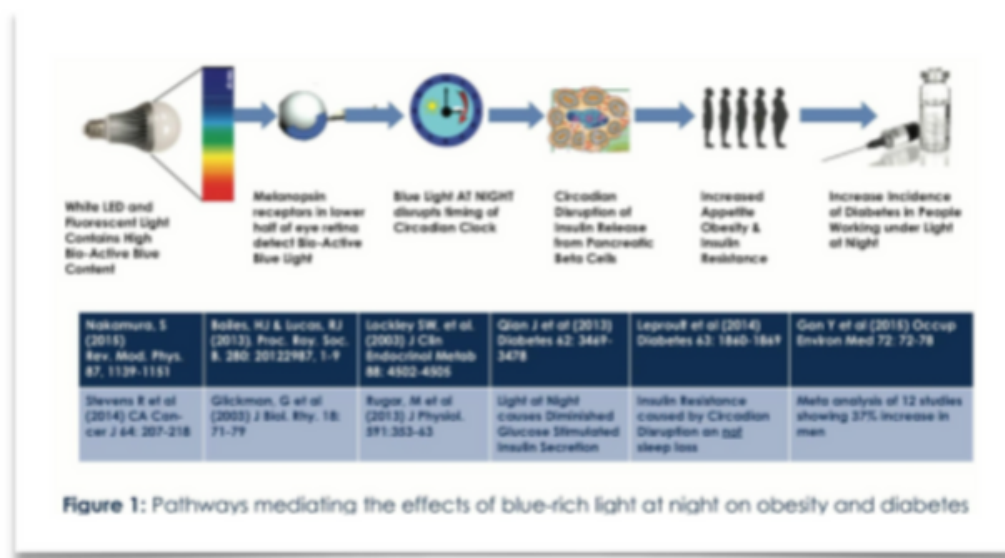 White LED and
Fluorescent Light
Contains High
Bio-Active Blue
Content
Melanopsin
receptors in lower
half of eye retina
detect Bio-Active
Blue Light
Blue Light AT NIGHT
disrupts timing of
Circadian Clock
Circadian
Disruption of
Insulin Release
from Pancreatic
Beta Cells
Increased
Appetite
Obesity &
Insulin
Resistance
Increase Incidence
of Diabetes in People
Working under Light
at Night
Nakamura, S
(2015)
Rev. Mod. Phys.
87, 1139-1151
Bailes, HJ & Lucas, RJ
(2013), Proc. Roy. Soc.
B. 280: 20122987, 1-9
Lockley SW, et al.
(2003) J Clin
Endocrinol Metab
88: 4502-4505
Qian J et at (2013)
Diabetes 62: 3469-
3478
Leproult et al (2014)
Diabetes 63: 1860-1869
Gan Y et al (2015) Occup
Environ Med 72: 72-78
Stevens R et al
(2014) CA Can-
cer J 64: 207-218
Glickman, G et al
(2003) J Biol. Rhy. 18:
71-79
Rugar, M et al
(2013) J Physiol.
591:353-63
Light at Night
causes Diminished
Glucose Stimulated
Insulin Secretion
Insulin Resistance
caused by Circadian
Disruption an not
sleep loss
Meta analysis of 12 studies
showing 37% increase in
men
Figure 1: Pathways mediating the effects of blue-rich light at night on obesity and diabetes